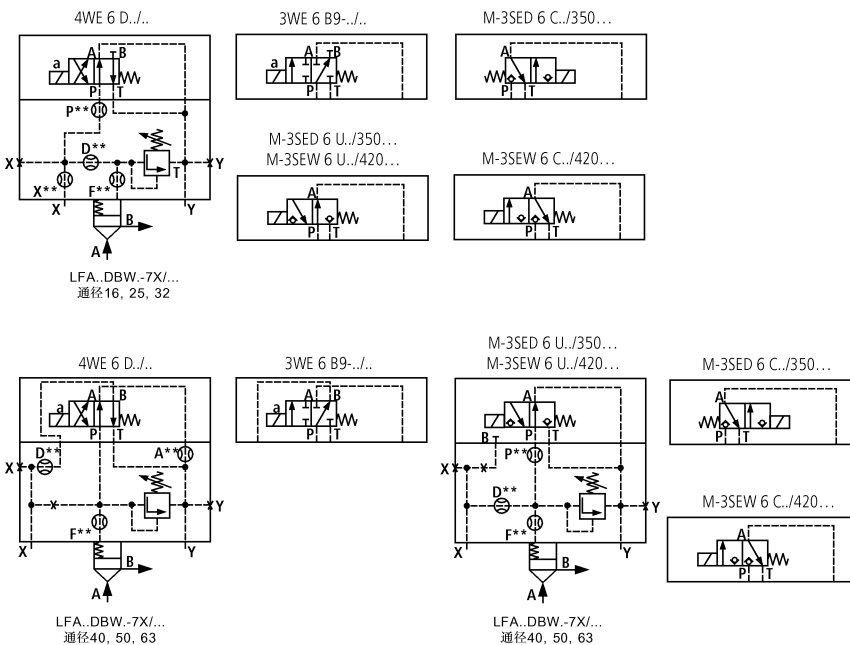 4WE 6 D../..
3WE 6 B9-../..
M-3SED 6 C../350...
a
A
B
P
T
P**
D**
X
Y
T
X**
F**
X
Y
B
A
LFA..DBW.-7X/...
通径16, 25, 32
a
A
B
P
T
A
P
T
M-3SED 6 U../350...
M-3SEW 6 U../420...
A
P
T
M-3SEW 6 C../420...
A
P
T
4WE 6 D../..
a
A
B
P
T
D**
A**
X
Y
F**
X
Y
B
A
LFA..DBW.-7X/...
通径40, 50, 63
3WE 6 B9-../..
a
A
B
P
T
M-3SED 6 U../350...
M-3SEW 6 U../420...
A
P
T
B
P**
X
D**
Y
F**
X
Y
B
A
LFA..DBW.-7X/...
通径40, 50, 63
M-3SED 6 C../350...
A
P
T
M-3SEW 6 C../420...
A
P
T